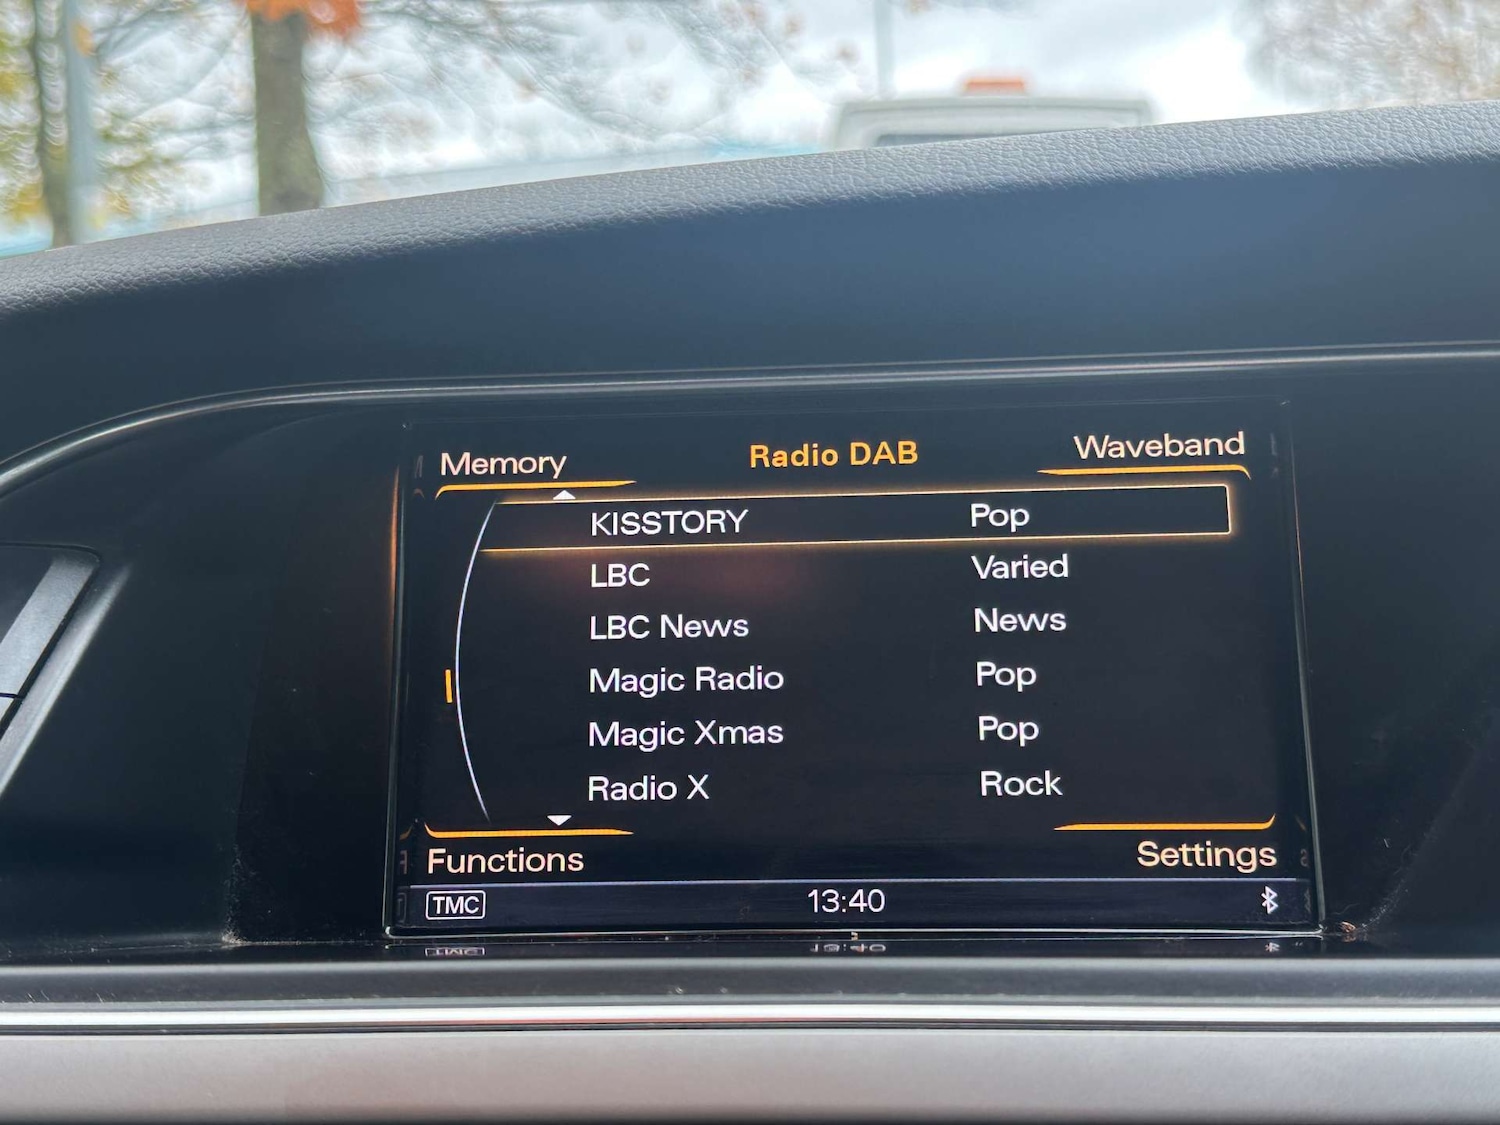 Memory Radio DAB Waveband
KISSTORY Pop
LBC Varied
LBC News News
Magic Radio Pop
Magic Xmas Pop
Radio X Rock
Functions Settings
TMC 13:40